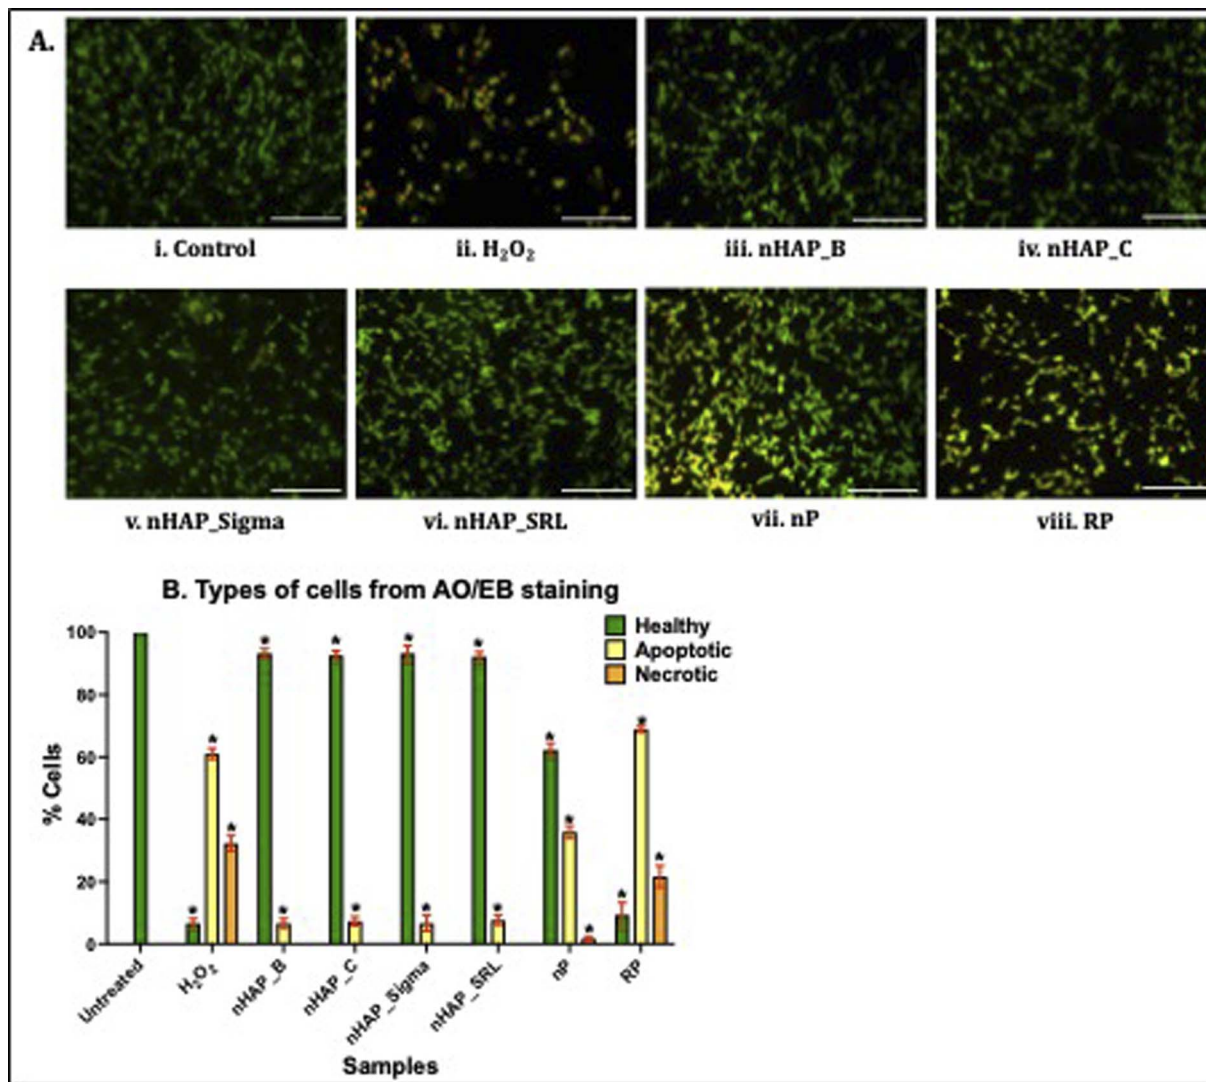 A.
i. Control
ii. H₂O₂
iii. nHAP_B
iv. nHAP_C
v. nHAP_Sigma
vi. nHAP_SRL
vii. nP
viii. RP
B. Types of cells from AO/EB staining
Healthy
Apoptotic
Necrotic
% Cells
100
80
60
40
20
0
* * * * * * * * * * * * * * * * *
Untreated
H₂O₂
nHAP_B
nHAP_C
nHAP_Sigma
nHAP_SRL
nP
RP
Samples